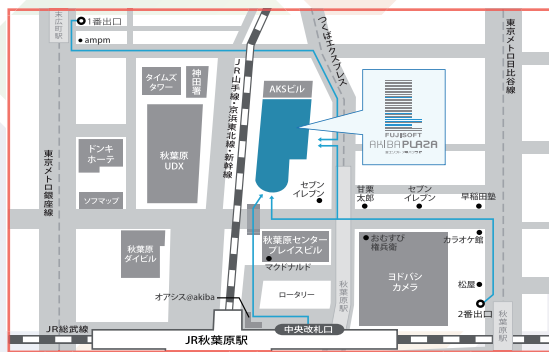 末広町駅
1番出口
ampm
JR山手線・京浜東北線・新幹線
つくばエクスプレス
東京メトロ日比谷線
タイムズ
タワー
神田署
AKSビル
FUJISOFT
AKIBA PLAZA
ドンキ
ホーテ
秋葉原
UDX
東京メトロ銀座線
ソフマップ
セブン
イレブン
甘栗
太郎
セブン
イレブン
早稲田塾
秋葉原
ダイビル
秋葉原センター
プレイスビル
マクドナルド
おむすび
権兵衛
カラオケ館
ヨドバシ
カメラ
松屋
オアシス@akiba
ロータリー
秋葉原駅
2番出口
秋葉原駅
JR総武線
中央改札口
JR秋葉原駅